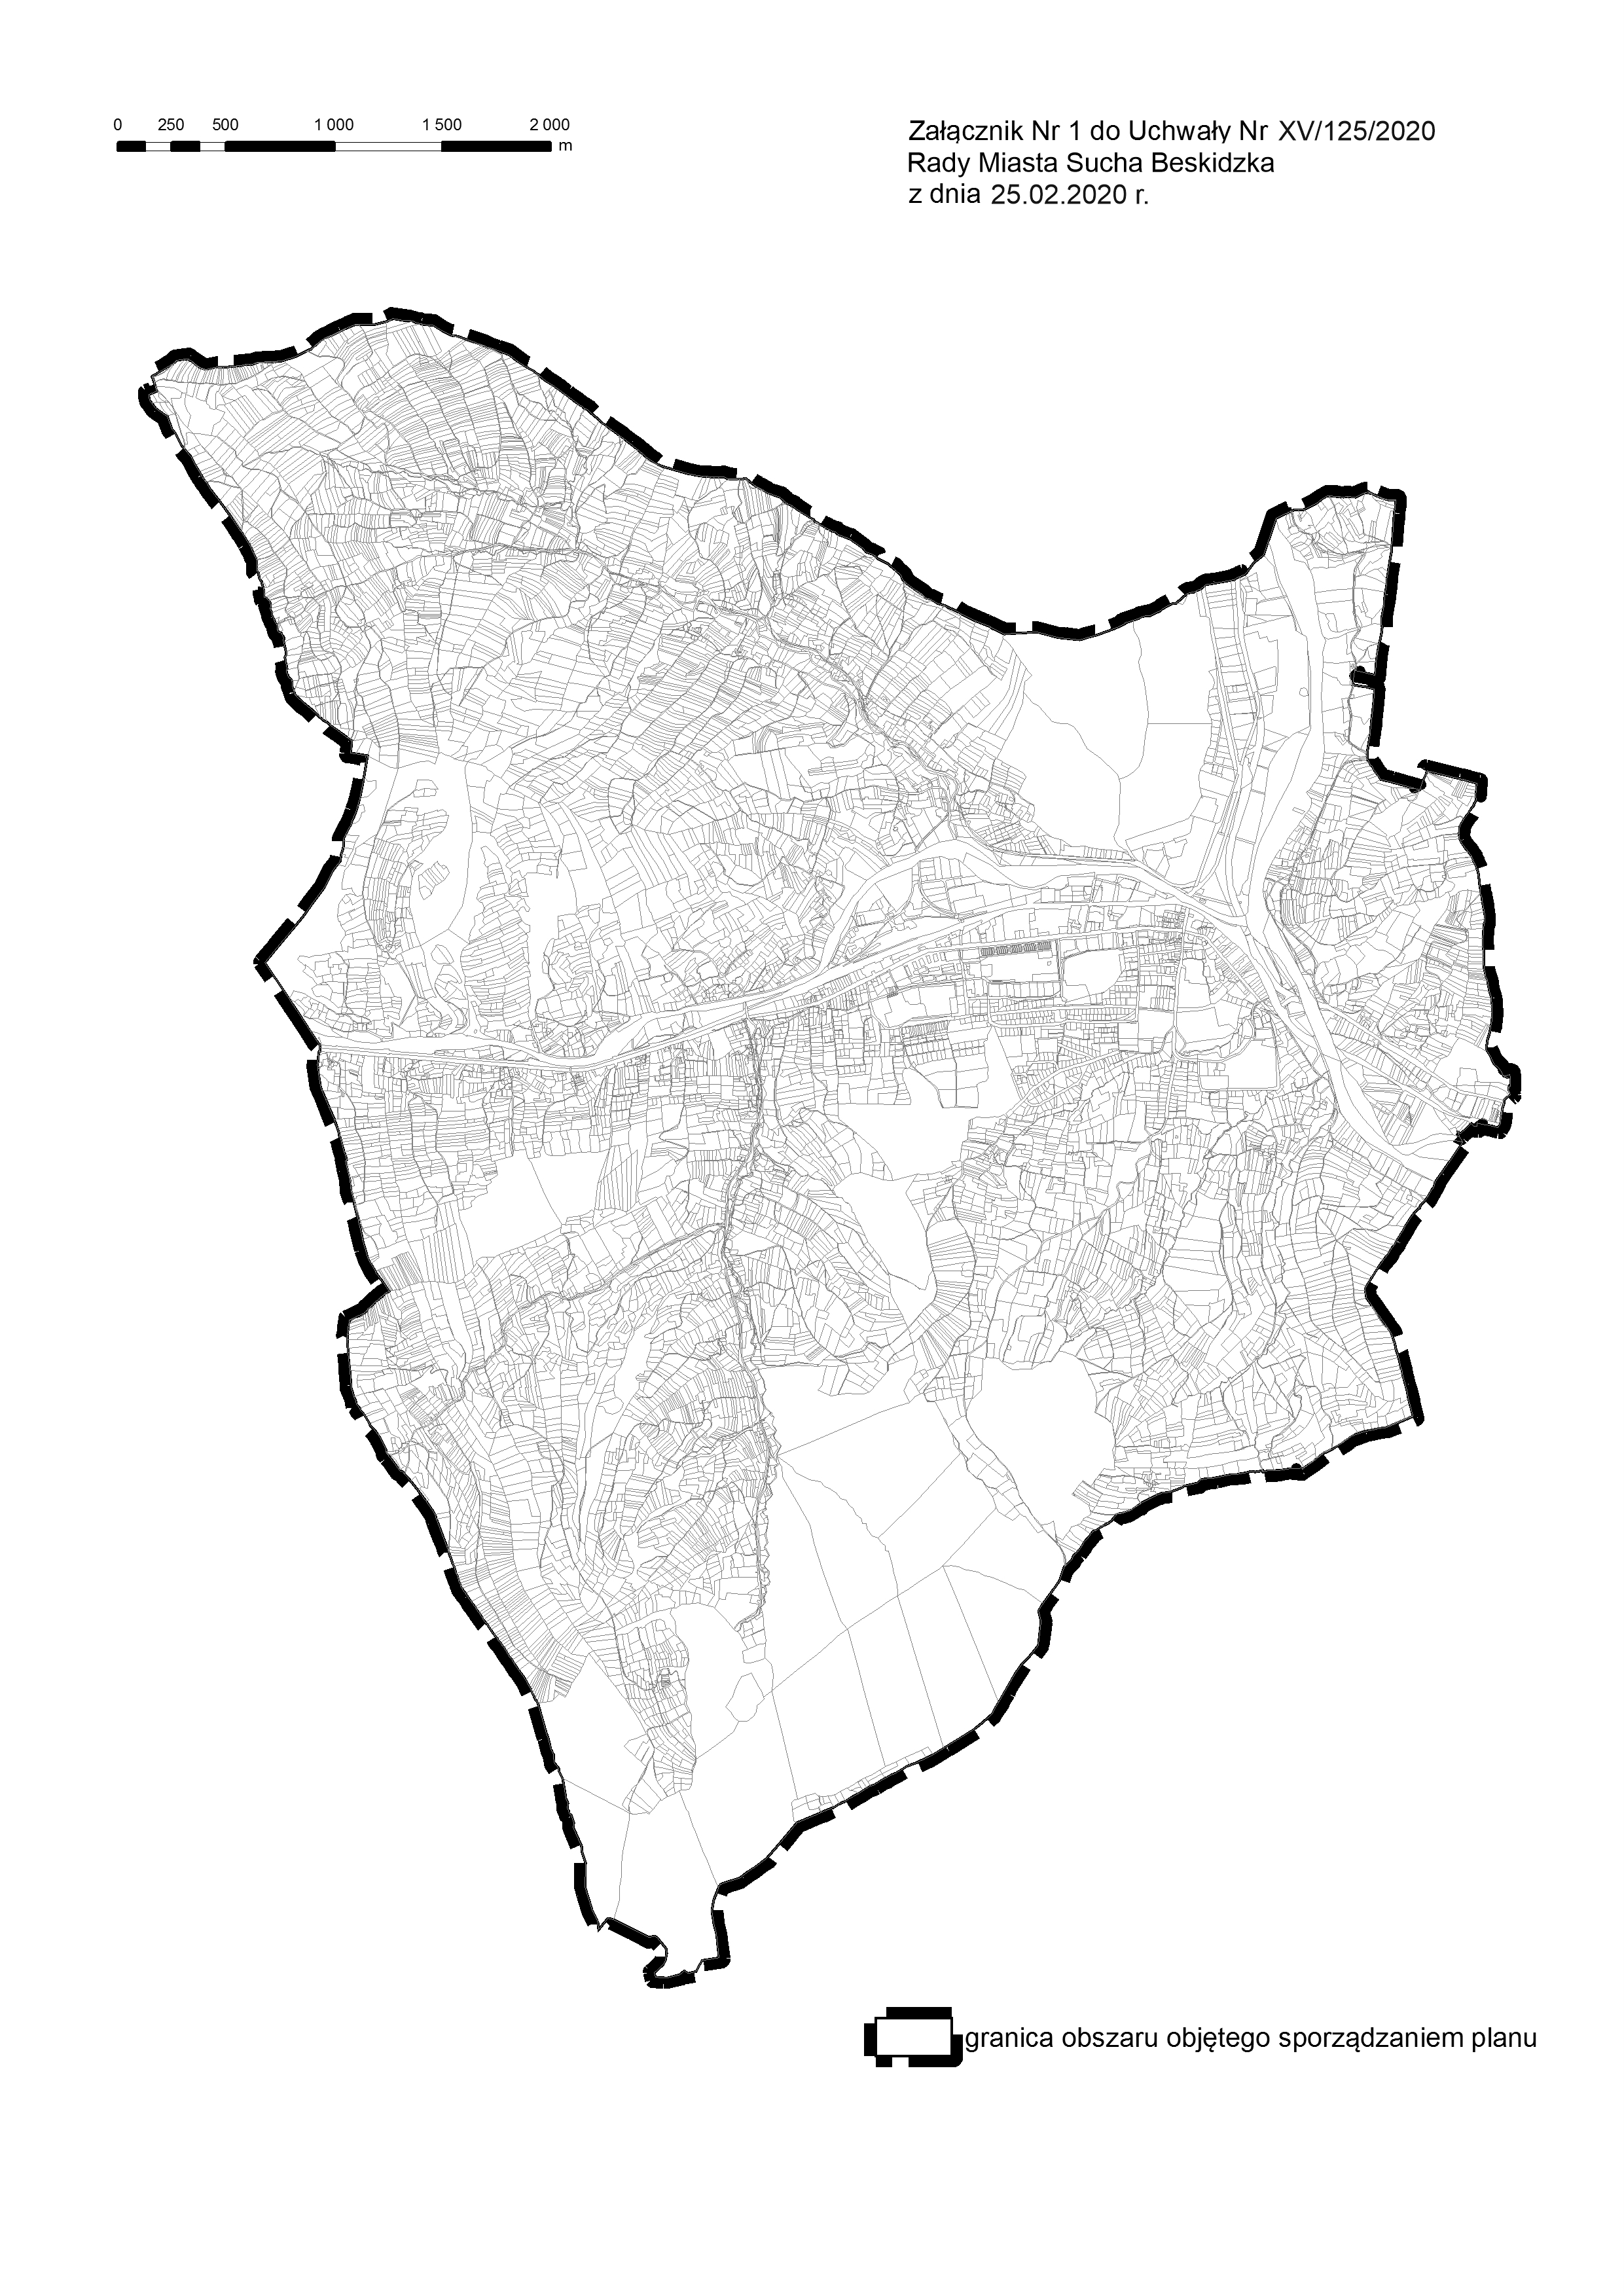 0 250 500 1 000 1 500 2 000
m
Załącznik Nr 1 do Uchwały Nr XV/125/2020
Rady Miasta Sucha Beskidzka
z dnia 25.02.2020 r.
granica obszaru objętego sporządzaniem planu